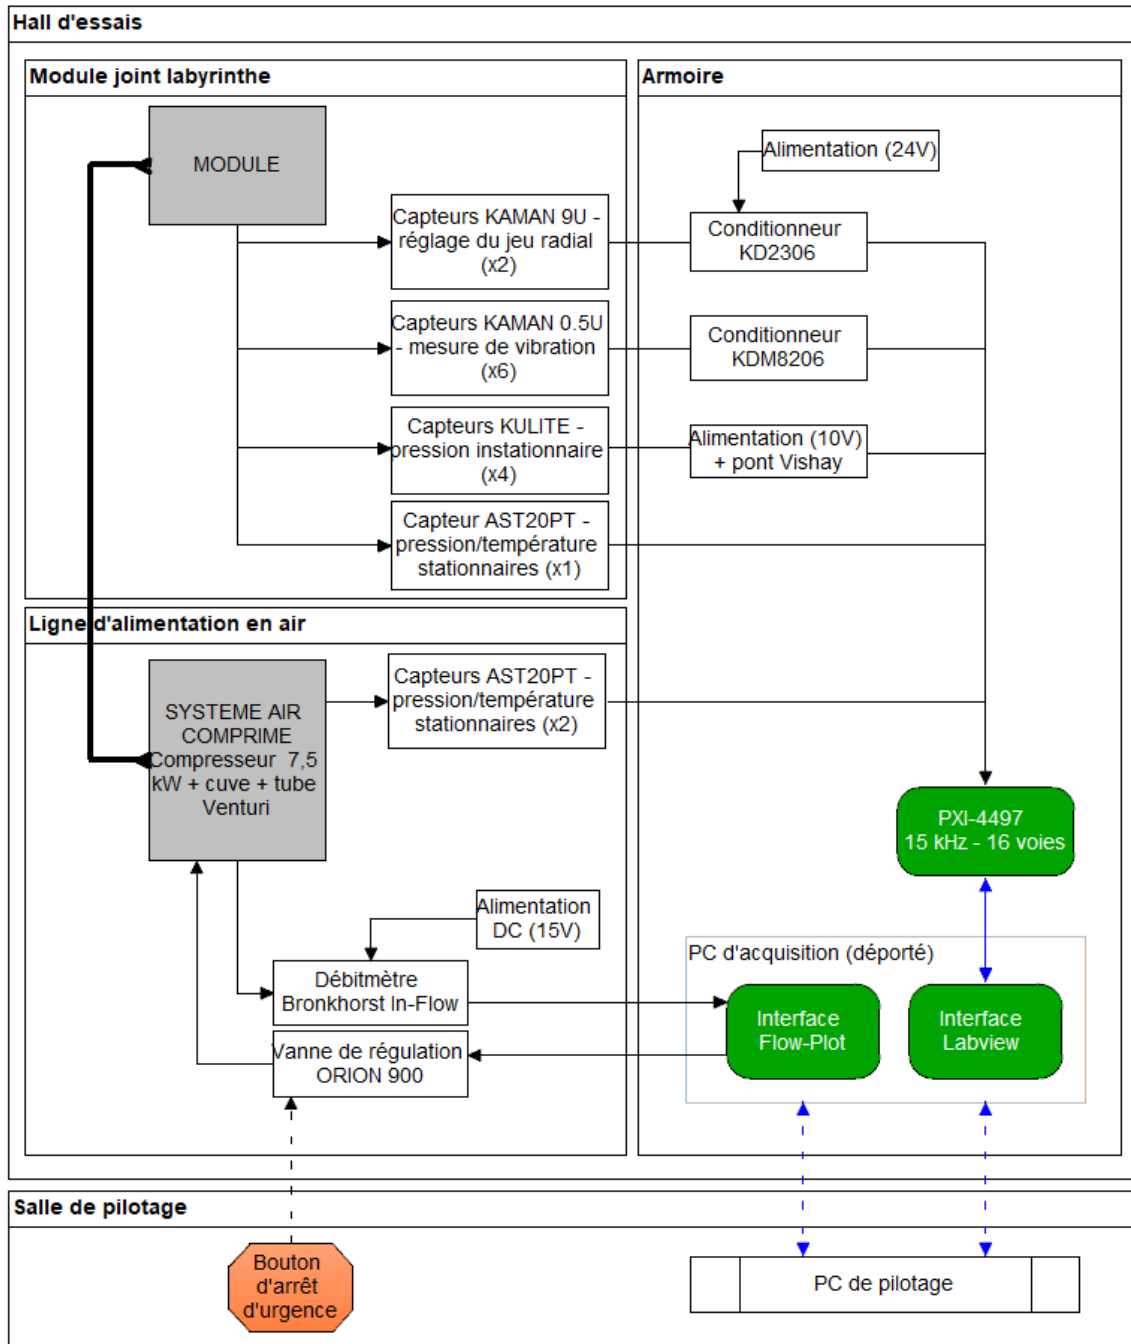 Hall d'essais
Module joint labyrinthe
Armoire
MODULE
Alimentation (24V)
Capteurs KAMAN 9U -
réglage du jeu radial
(x2)
Conditionneur
KD2306
Capteurs KAMAN 0.5U
- mesure de vibration
(x6)
Conditionneur
KDM8206
Capteurs KULITE -
pression instationnaire
(x4)
Alimentation (10V)
+ pont Vishay
Capteur AST20PT -
pression/température
stationnaires (x1)
Ligne d'alimentation en air
SYSTEME AIR
COMPRIME
Compresseur 7,5
kW + cuve + tube
Venturi
Capteurs AST20PT -
pression/température
stationnaires (x2)
PXI-4497
15 kHz - 16 voies
Alimentation
DC (15V)
PC d'acquisition (déporté)
Débitmètre
Bronkhorst In-Flow
Interface
Flow-Plot
Interface
Labview
Vanne de régulation
ORION 900
Salle de pilotage
Bouton
d'arrêt
d'urgence
PC de pilotage